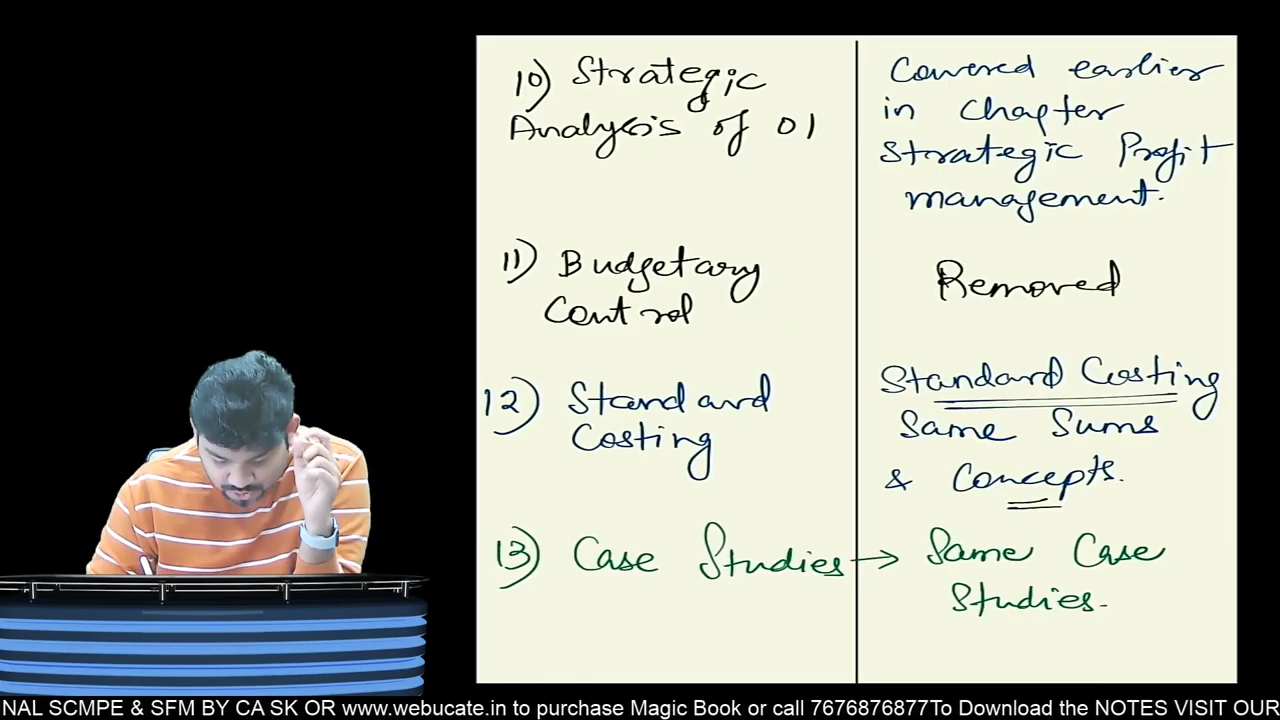 10) Strategic
Analysis of OI
Covered earlier
in Chapter
Strategic Profit
management.
11) Budgetary
Control
Removed
12) Standard
Costing
Standard Costing
Same Sums
& Concepts.
13) Case Studies → Same Case
Studies.
NAL SCMPE & SFM BY CA SK OR www.webucate.in to purchase Magic Book or call 7676876877To Download the NOTES VISIT OUR